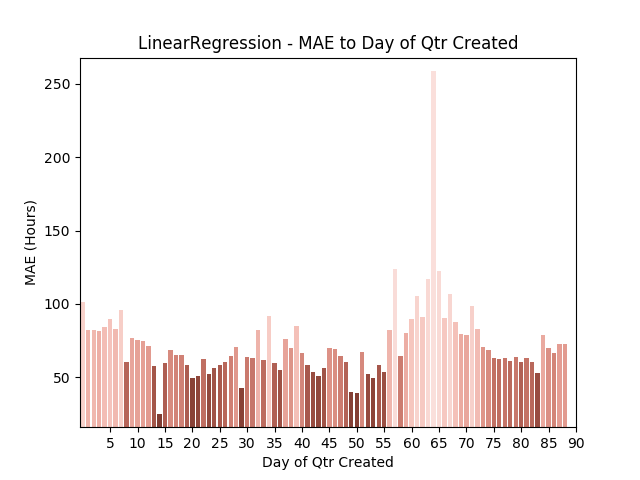 LinearRegression - MAE to Day of Qtr Created
250
200
150
100
50
MAE (Hours)
5 10 15 20 25 30 35 40 45 50 55 60 65 70 75 80 85 90
Day of Qtr Created